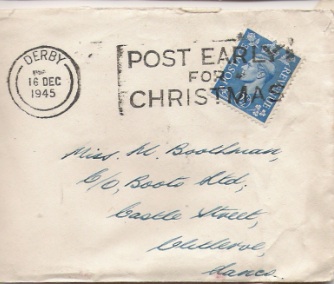 DERBY
16 DEC
1945
POST EARLY
FOR
CHRISTMAS
Miss. M. Boothman,
C/o, Boots Ltd,
Castle Street,
Clitheroe,
Lancs.